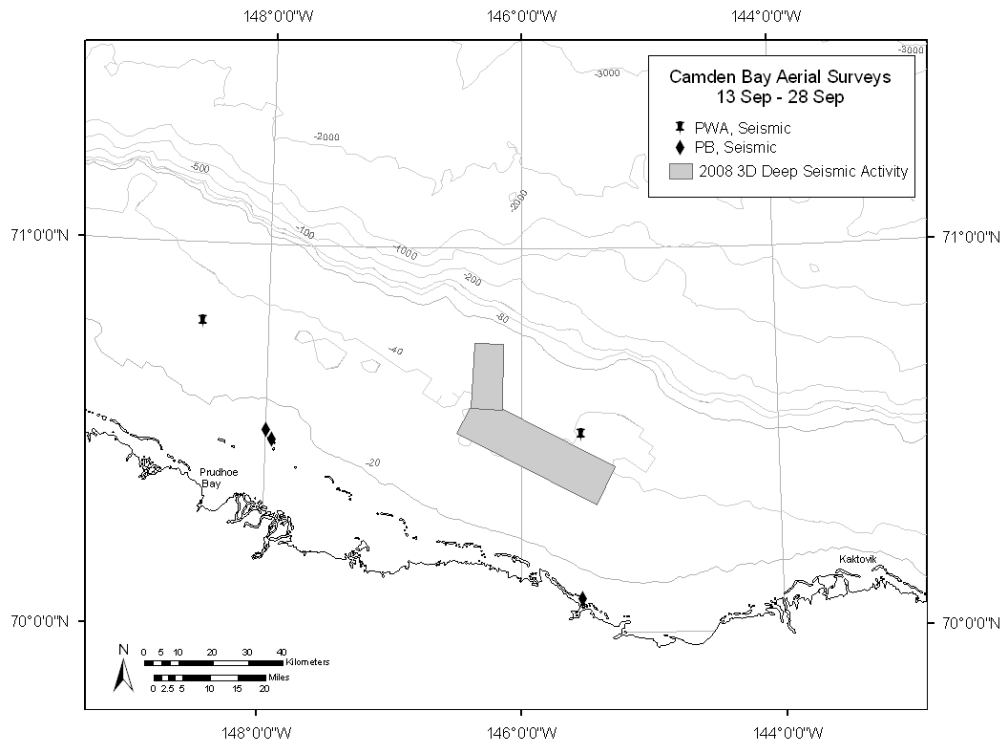 148°0'0"W 146°0'0"W 144°0'0"W
-3000
-3000
Camden Bay Aerial Surveys
13 Sep - 28 Sep
PWA, Seismic
PB, Seismic
2008 3D Deep Seismic Activity
-2000
-500
-2000
71°0'0"N 71°0'0"N
-100
-1000
-200
-80
-40
-20
Prudhoe
Bay
Kaktovik
70°0'0"N 70°0'0"N
N
0 5 10 20 30 40
Kilometers
Miles
0 2.5 5 10 15 20
148°0'0"W 146°0'0"W 144°0'0"W